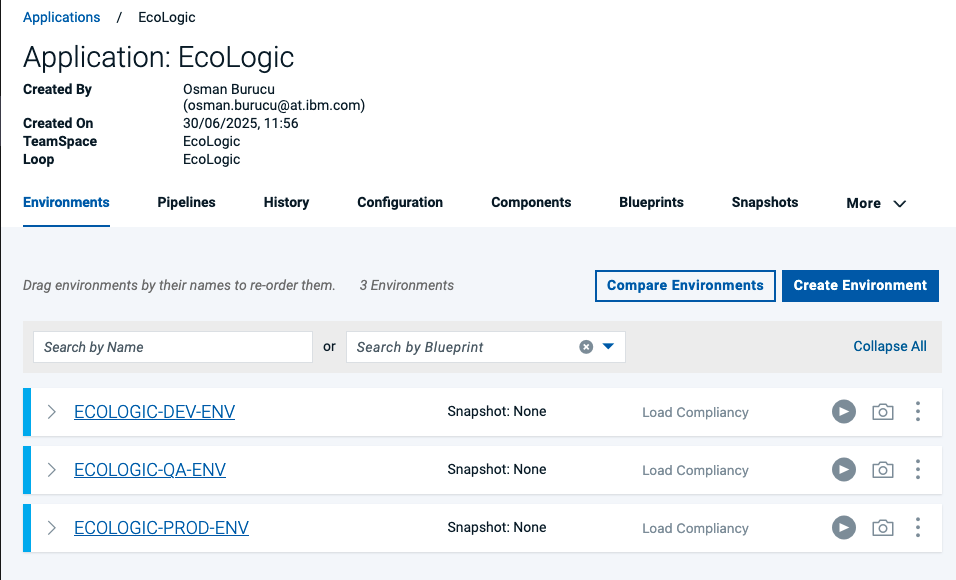 Applications / EcoLogic
Application: EcoLogic
Created By Osman Burucu
(osman.burucu@at.ibm.com)
Created On 30/06/2025, 11:56
TeamSpace EcoLogic
Loop EcoLogic
Environments Pipelines History Configuration Components Blueprints Snapshots More
Drag environments by their names to re-order them. 3 Environments Compare Environments Create Environment
Search by Name or Search by Blueprint Collapse All
ECOLOGIC-DEV-ENV Snapshot: None Load Compliancy
ECOLOGIC-QA-ENV Snapshot: None Load Compliancy
ECOLOGIC-PROD-ENV Snapshot: None Load Compliancy